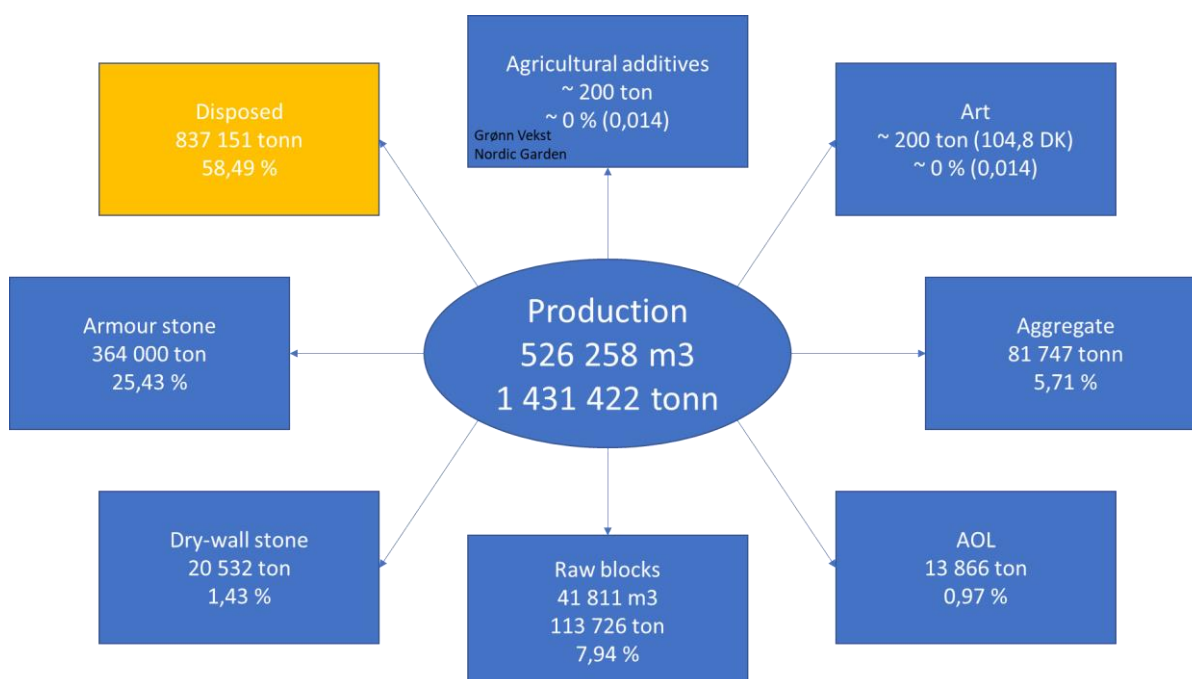 Agricultural additives
~ 200 ton
~ 0 % (0,014)
Grønn Vekst
Nordic Garden
Disposed
837 151 tonn
58,49 %
Art
~ 200 ton (104,8 DK)
~ 0 % (0,014)
Armour stone
364 000 ton
25,43 %
Production
526 258 m3
1 431 422 tonn
Aggregate
81 747 tonn
5,71 %
Dry-wall stone
20 532 ton
1,43 %
Raw blocks
41 811 m3
113 726 ton
7,94 %
AOL
13 866 ton
0,97 %